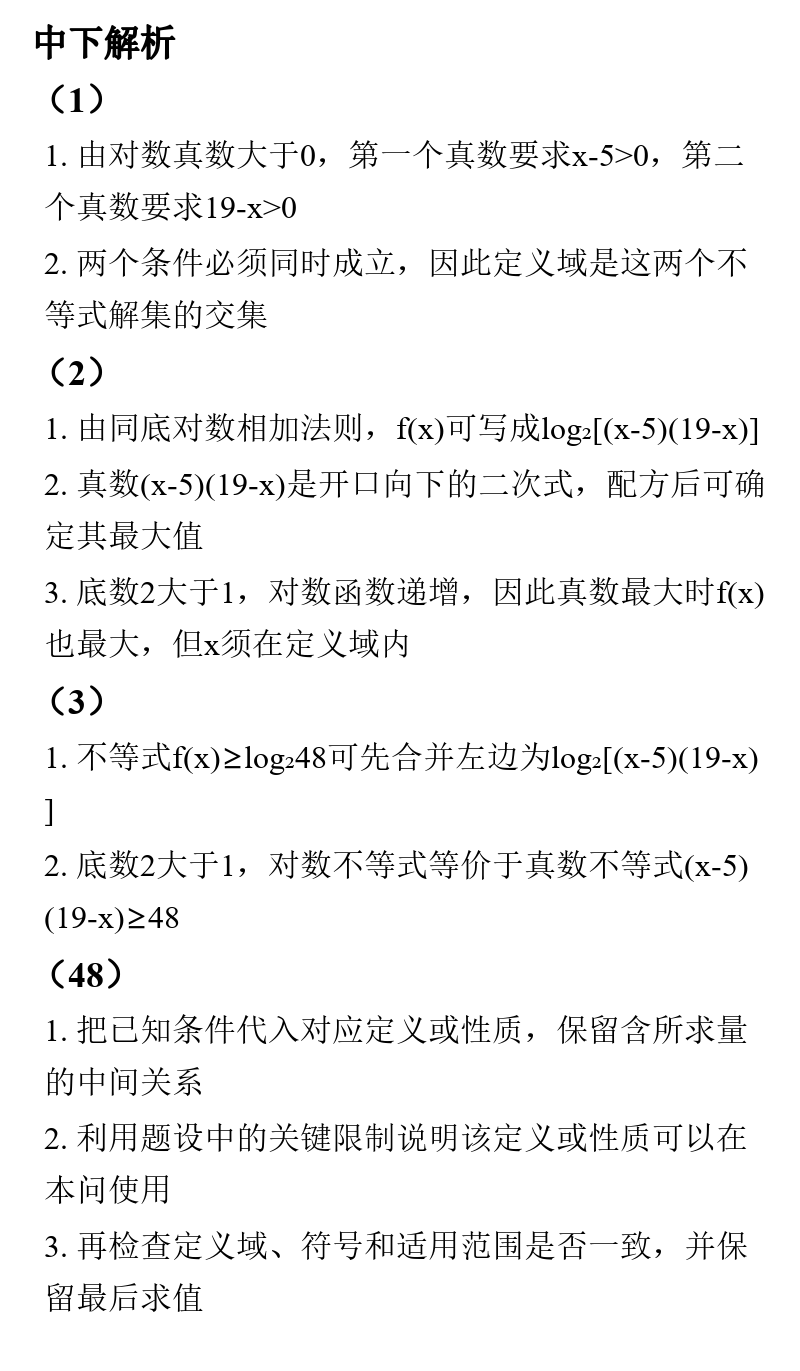 中下解析
（1）
1. 由对数真数大于0，第一个真数要求x-5>0，第二
个真数要求19-x>0
2. 两个条件必须同时成立，因此定义域是这两个不
等式解集的交集
（2）
1. 由同底对数相加法则，f(x)可写成log₂[(x-5)(19-x)]
2. 真数(x-5)(19-x)是开口向下的二次式，配方后可确
定其最大值
3. 底数2大于1，对数函数递增，因此真数最大时f(x)
也最大，但x须在定义域内
（3）
1. 不等式f(x)≥log₂48可先合并左边为log₂[(x-5)(19-x)
]
2. 底数2大于1，对数不等式等价于真数不等式(x-5)
(19-x)≥48
（48）
1. 把已知条件代入对应定义或性质，保留含所求量
的中间关系
2. 利用题设中的关键限制说明该定义或性质可以在
本问使用
3. 再检查定义域、符号和适用范围是否一致，并保
留最后求值